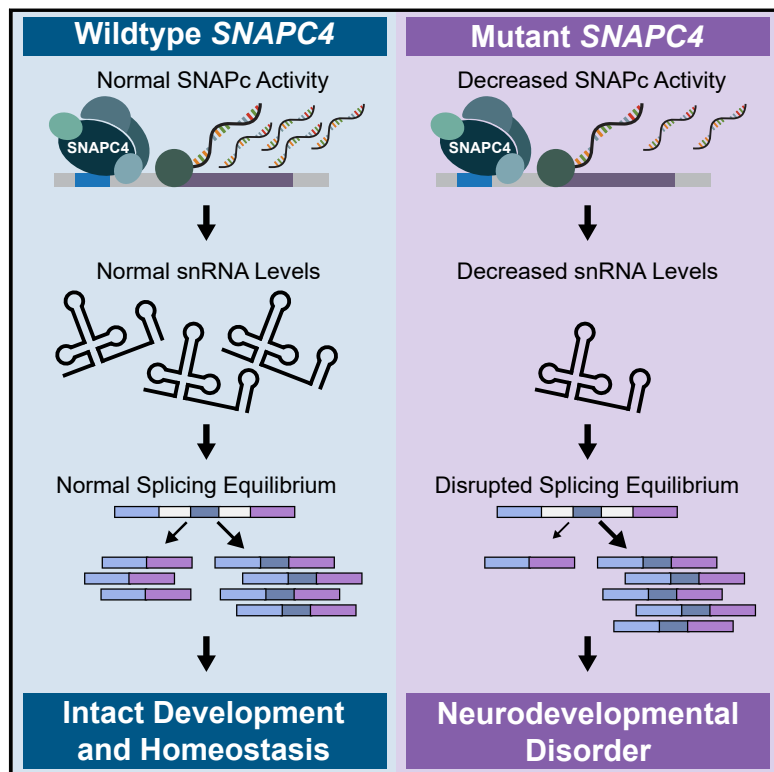 Wildtype SNAPC4
Normal SNAPc Activity
SNAPC4
Normal snRNA Levels
Normal Splicing Equilibrium
Intact Development
and Homeostasis
Mutant SNAPC4
Decreased SNAPc Activity
SNAPC4
Decreased snRNA Levels
Disrupted Splicing Equilibrium
Neurodevelopmental
Disorder